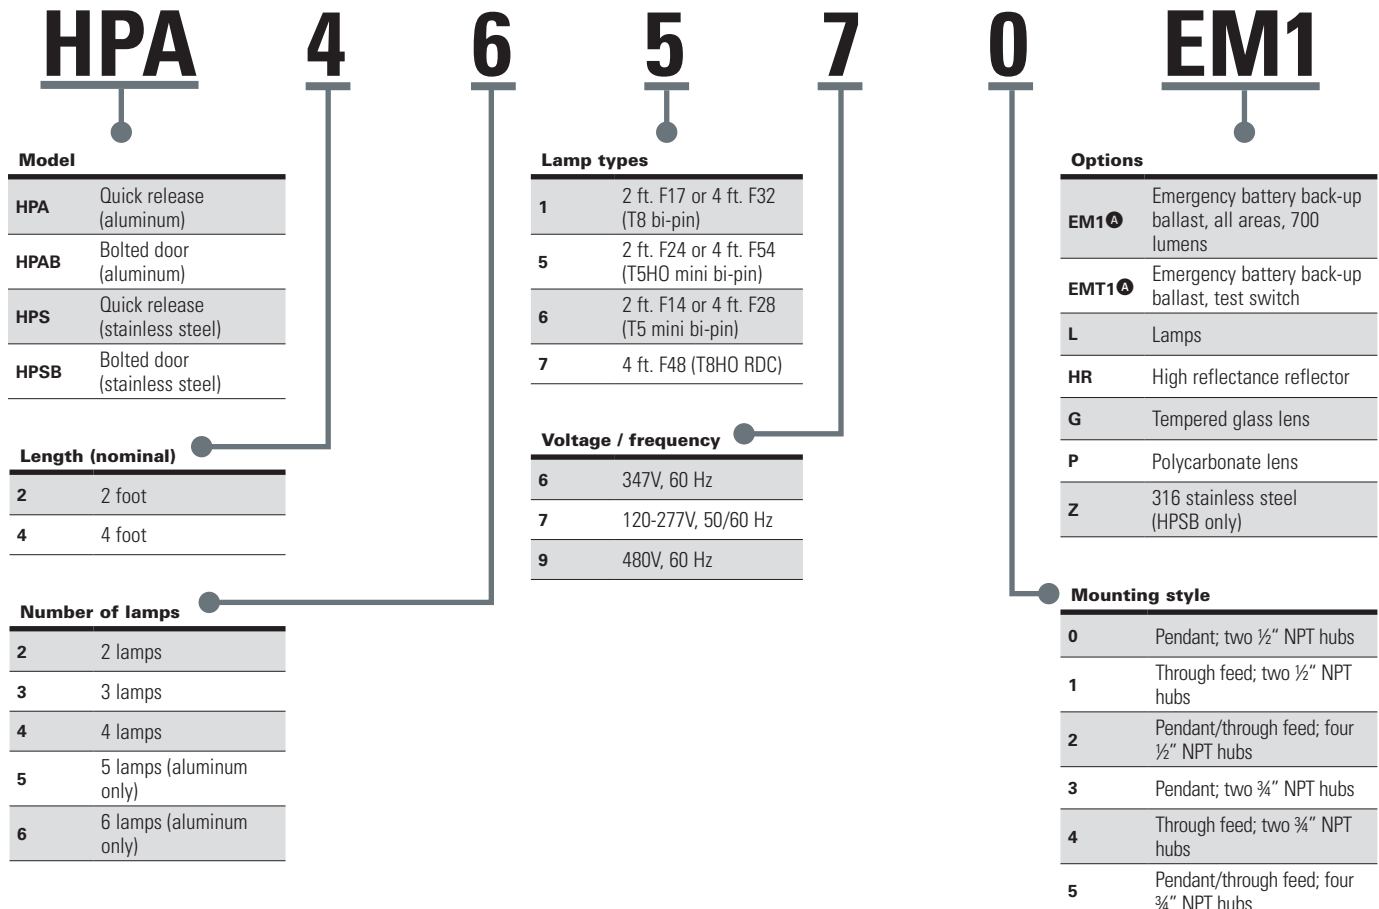 HPA 4 6 5 7 0 EM1
Model
HPA Quick release
(aluminum)
HPAB Bolted door
(aluminum)
HPS Quick release
(stainless steel)
HPSB Bolted door
(stainless steel)
Length (nominal)
2 2 foot
4 4 foot
Number of lamps
2 2 lamps
3 3 lamps
4 4 lamps
5 5 lamps (aluminum
only)
6 6 lamps (aluminum
only)
Lamp types
1 2 ft. F17 or 4 ft. F32
(T8 bi-pin)
5 2 ft. F24 or 4 ft. F54
(T5HO mini bi-pin)
6 2 ft. F14 or 4 ft. F28
(T5 mini bi-pin)
7 4 ft. F48 (T8HO RDC)
Voltage / frequency
6 347V, 60 Hz
7 120-277V, 50/60 Hz
9 480V, 60 Hz
Options
EM1🅐 Emergency battery back-up
ballast, all areas, 700
lumens
EMT1🅐 Emergency battery back-up
ballast, test switch
L Lamps
HR High reflectance reflector
G Tempered glass lens
P Polycarbonate lens
Z 316 stainless steel
(HPSB only)
Mounting style
0 Pendant; two ½” NPT hubs
1 Through feed; two ½” NPT
hubs
2 Pendant/through feed; four
½” NPT hubs
3 Pendant; two ¾” NPT hubs
4 Through feed; two ¾” NPT
hubs
5 Pendant/through feed; four
¾” NPT hubs